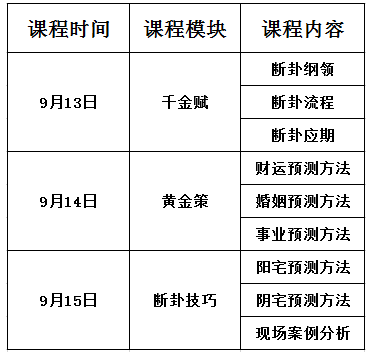 课程时间 课程模块 课程内容
断卦纲领
9月13日 千金赋 断卦流程
断卦应期
财运预测方法
9月14日 黄金策 婚姻预测方法
事业预测方法
阳宅预测方法
9月15日 断卦技巧 阴宅预测方法
现场案例分析